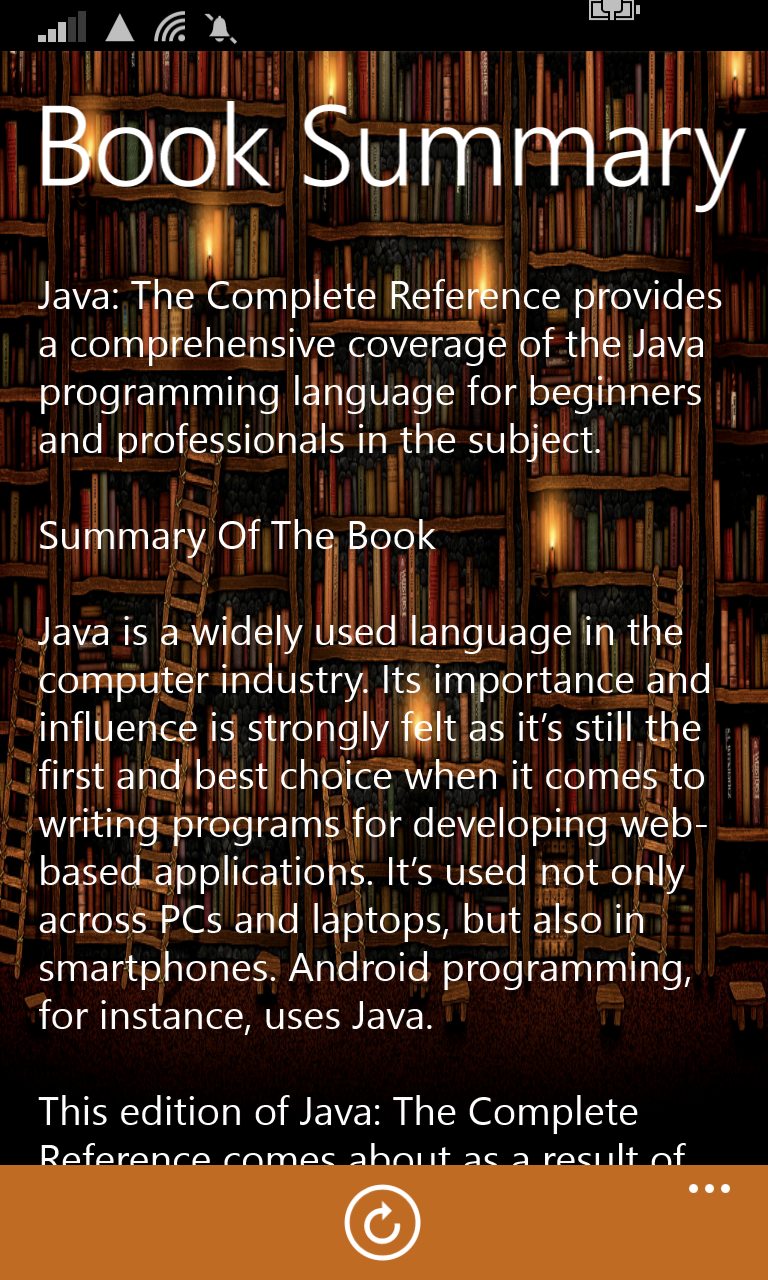 Book Summary
Java: The Complete Reference provides
a comprehensive coverage of the Java
programming language for beginners
and professionals in the subject.
Summary Of The Book
Java is a widely used language in the
computer industry. Its importance and
influence is strongly felt as it’s still the
first and best choice when it comes to
writing programs for developing web-
based applications. It’s used not only
across PCs and laptops, but also in
smartphones. Android programming,
for instance, uses Java.
This edition of Java: The Complete
Reference comes about as a result of